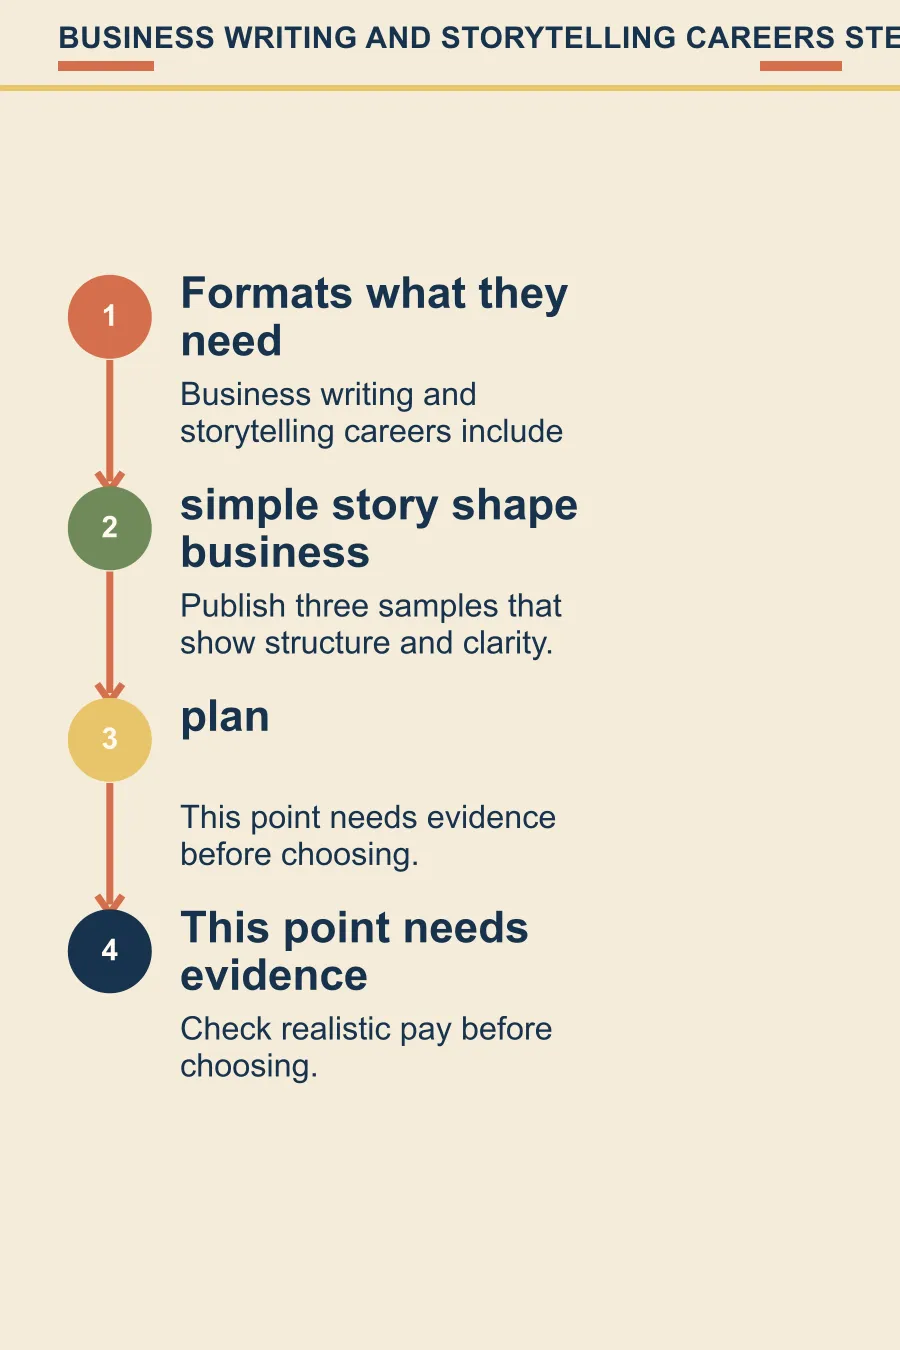 BUSINESS WRITING AND STORYTELLING CAREERS STE
1
Formats what they
need
Business writing and
storytelling careers include
2
simple story shape
business
Publish three samples that
show structure and clarity.
3
plan
This point needs evidence
before choosing.
4
This point needs
evidence
Check realistic pay before
choosing.